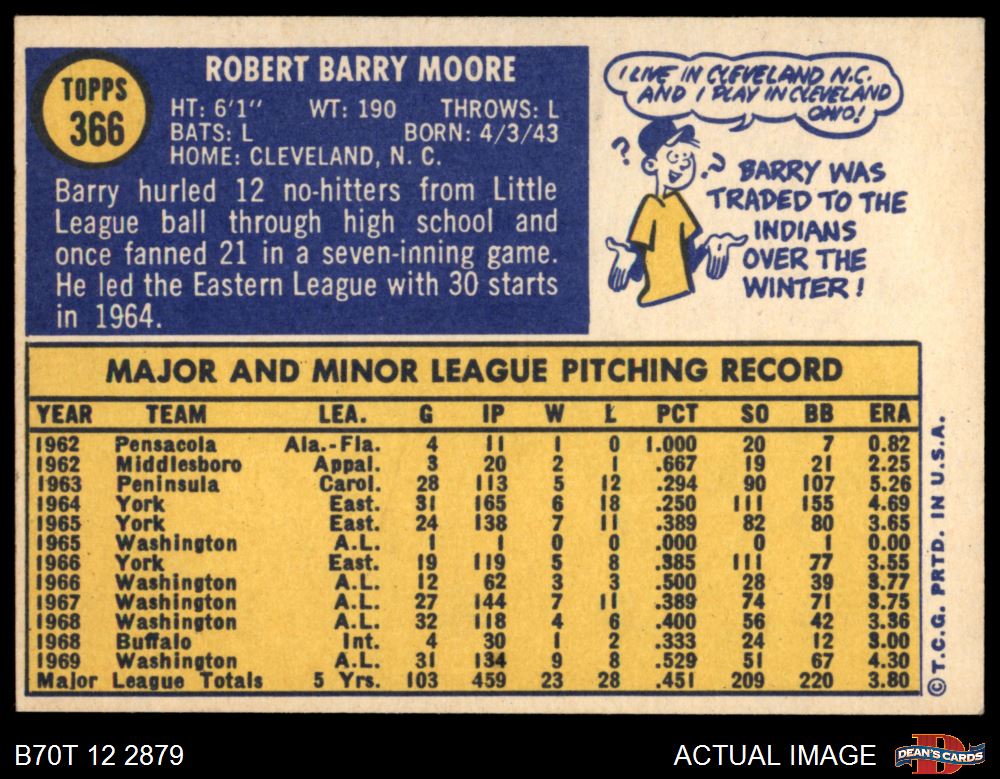 TOPPS
366
ROBERT BARRY MOORE
HT: 6'1" WT: 190 THROWS: L
BATS: L BORN: 4/3/43
HOME: CLEVELAND, N. C.
Barry hurled 12 no-hitters from Little
League ball through high school and
once fanned 21 in a seven-inning game.
He led the Eastern League with 30 starts
in 1964.
I LIVE IN CLEVELAND N.C.
AND I PLAY IN CLEVELAND
OHIO!
? ?
BARRY WAS
TRADED TO THE
INDIANS
OVER THE
WINTER!
MAJOR AND MINOR LEAGUE PITCHING RECORD
YEAR TEAM LEA. G IP W L PCT SO BB ERA
1962 Pensacola Ala.-Fla. 4 11 1 0 1.000 20 7 0.82
1962 Middlesboro Appal. 3 20 2 1 .667 19 21 2.25
1963 Peninsula Carol. 28 113 5 12 .294 90 107 5.26
1964 York East. 31 165 6 18 .250 111 155 4.69
1965 York East. 24 138 7 11 .389 82 80 3.65
1965 Washington A.L. 1 1 0 0 .000 0 1 0.00
1966 York East. 19 119 5 8 .385 111 77 3.55
1966 Washington A.L. 12 62 3 3 .500 28 39 3.77
1967 Washington A.L. 27 144 7 11 .389 74 71 3.75
1968 Washington A.L. 32 118 4 6 .400 56 42 3.36
1968 Buffalo Int. 4 30 1 2 .333 24 12 3.00
1969 Washington A.L. 31 134 9 8 .529 51 67 4.30
Major League Totals 5 Yrs. 103 459 23 28 .451 209 220 3.80
© T.C.G. PRTD. IN U.S.A.
B70T 12 2879
ACTUAL IMAGE
D
DEAN'S CARDS